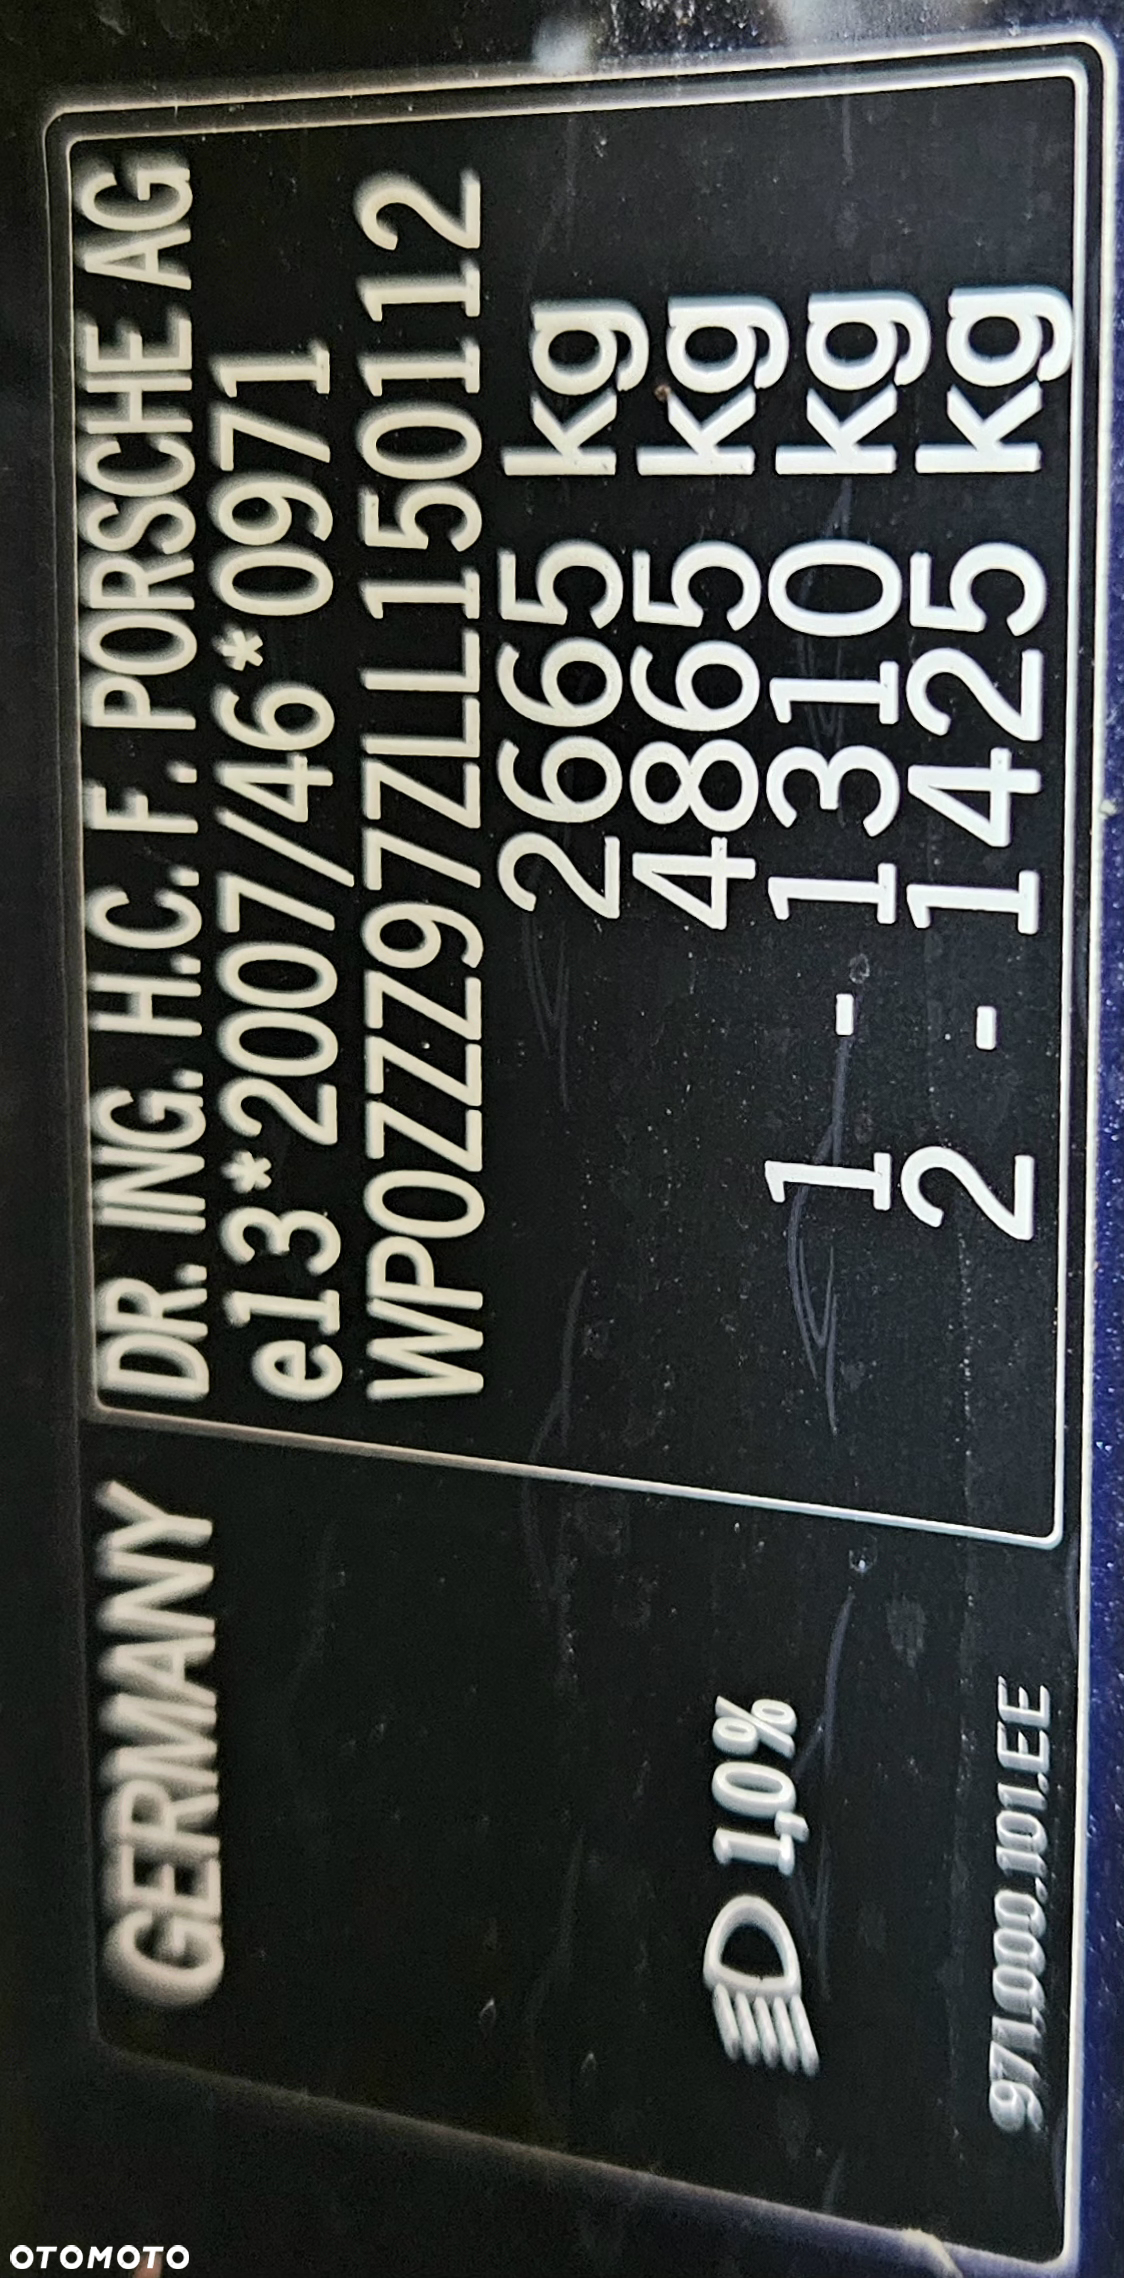 GERMANY
DR. ING. H.C. F. PORSCHE AG
e13*2007/46*0971
WP0ZZZ97ZLL150112
2665 kg
4865 kg
1 - 1310 kg
2 - 1425 kg
1,0%
971.000.101.EE
OTOMOTO